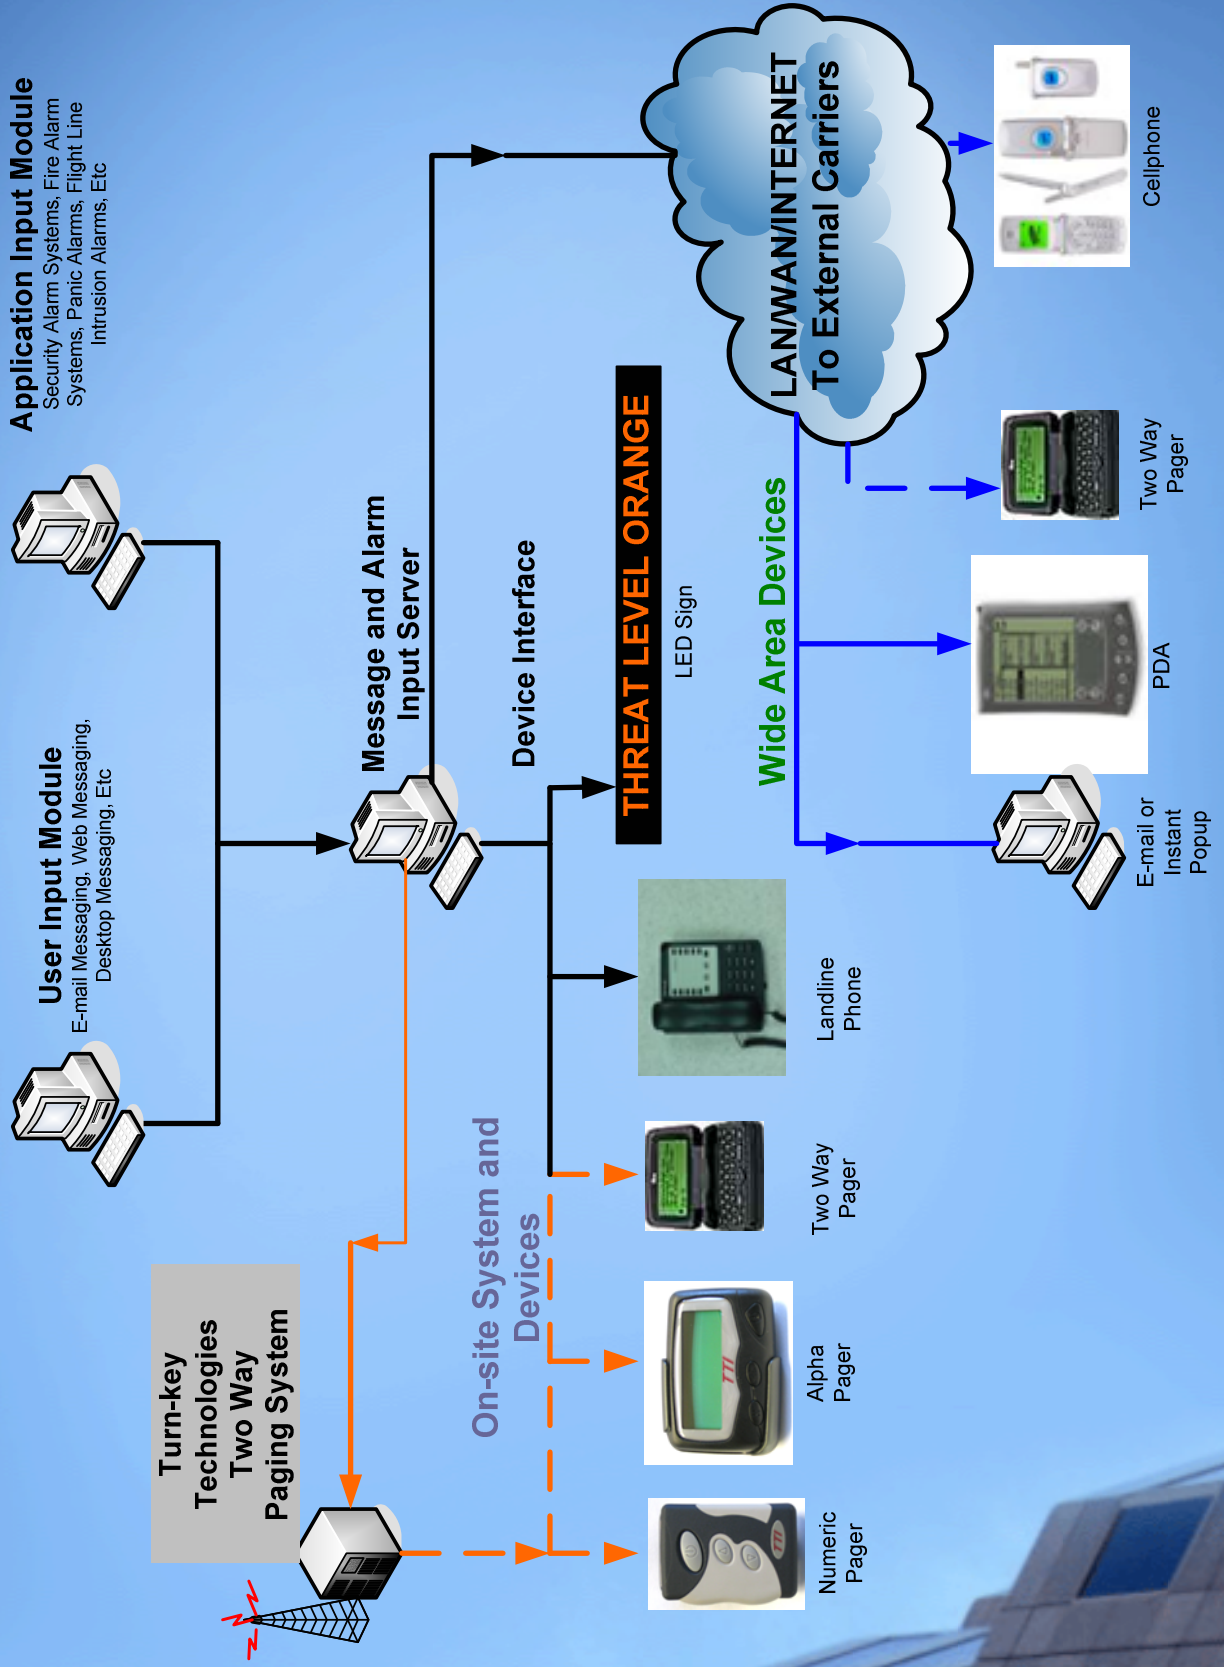 User Input Module
E-mail Messaging, Web Messaging,
Desktop Messaging, Etc
Application Input Module
Security Alarm Systems, Fire Alarm
Systems, Panic Alarms, Flight Line
Intrusion Alarms, Etc
Turn-key
Technologies
Two Way
Paging System
Message and Alarm
Input Server
On-site System and
Devices
Device Interface
THREAT LEVEL ORANGE
LED Sign
LAN/WAN/INTERNET
To External Carriers
TTI
Numeric
Pager
TTI
Alpha
Pager
Two Way
Pager
Landline
Phone
Wide Area Devices
E-mail or
Instant
Popup
PDA
Two Way
Pager
Cellphone